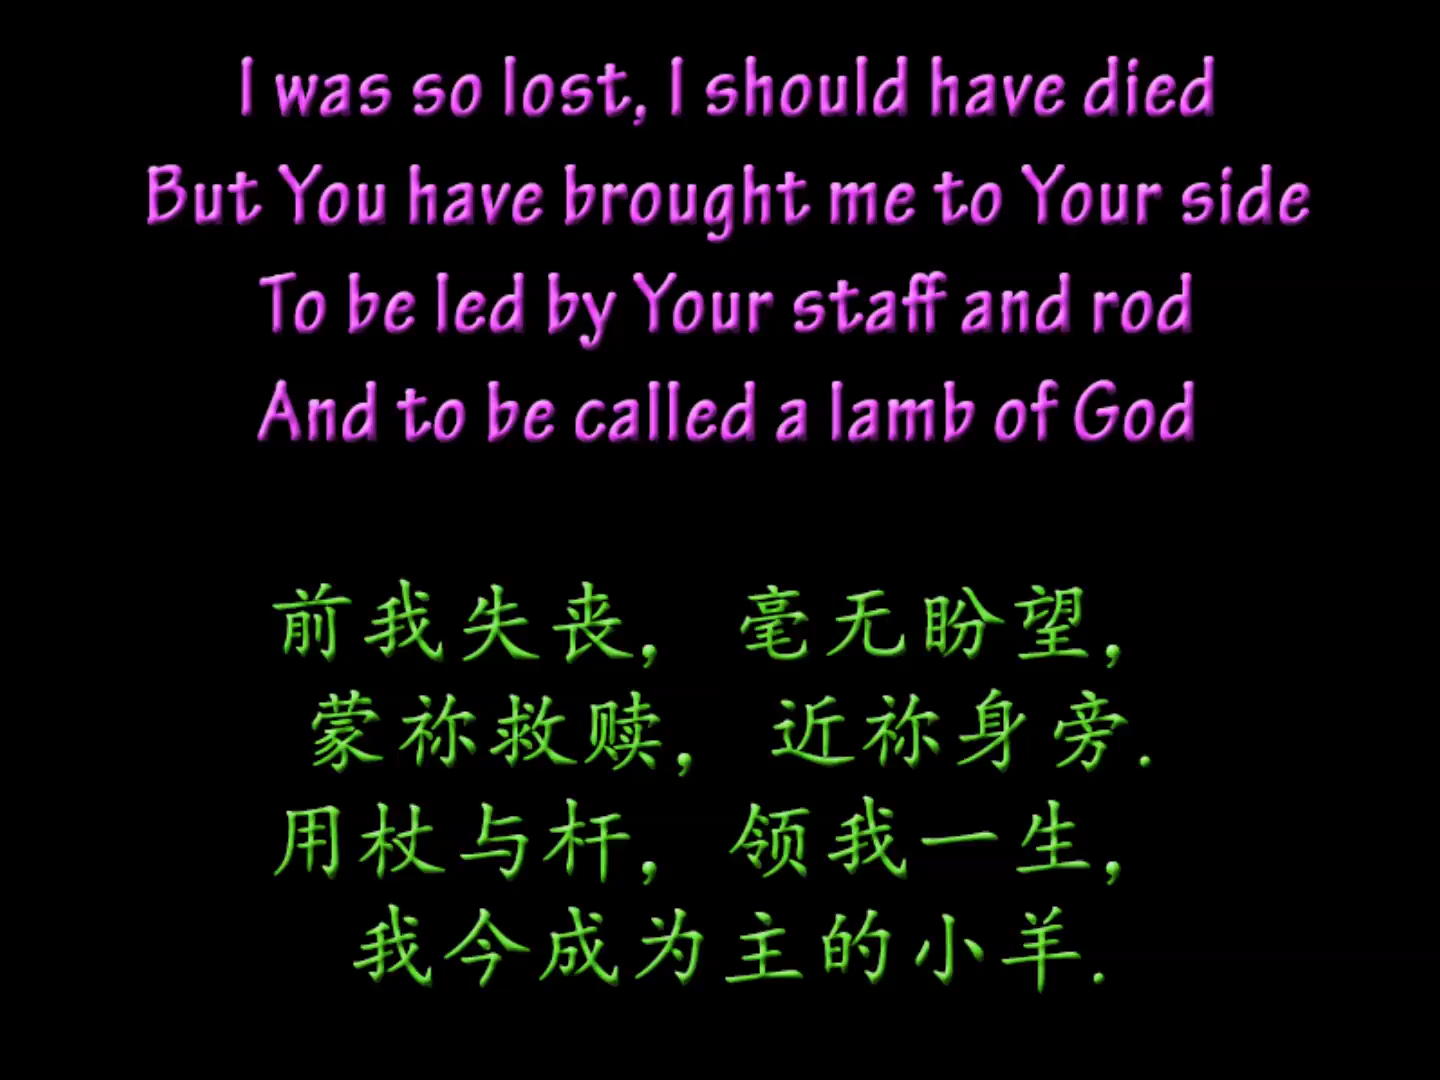 I was so lost, I should have died
But You have brought me to Your side
To be led by Your staff and rod
And to be called a lamb of God
前我失丧, 毫无盼望,
蒙祢救赎, 近祢身旁.
用杖与杆, 领我一生,
我今成为主的小羊.